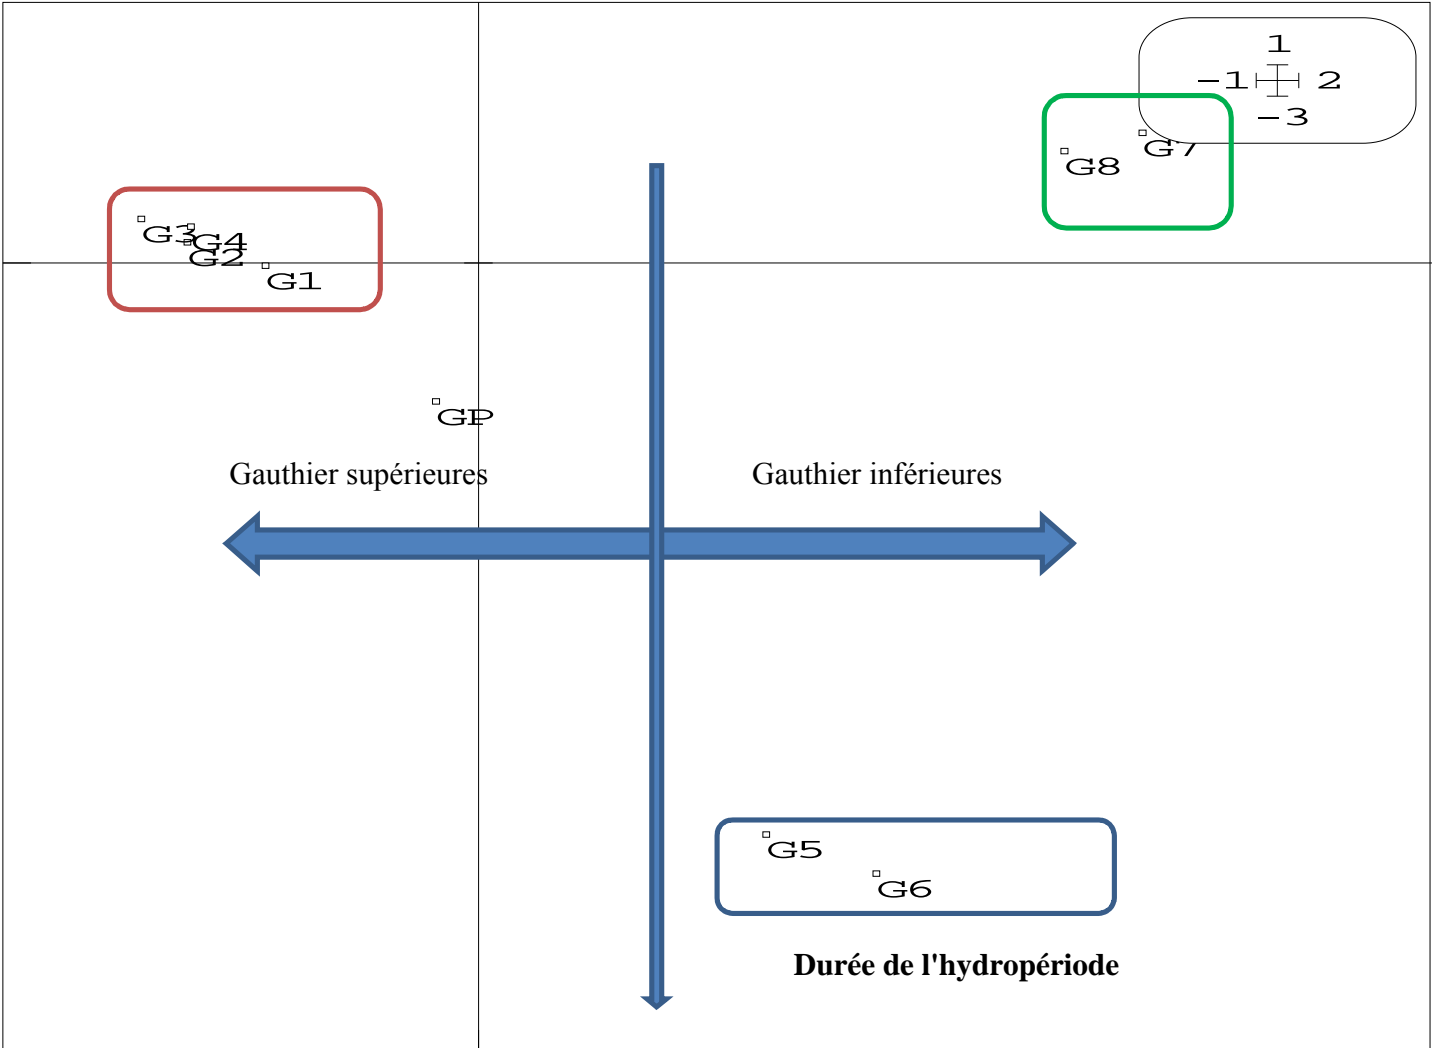 1
-1 2
-3
G7
G8
G3
G4
G2
G1
GP
Gauthier supérieures
Gauthier inférieures
G5
G6
Durée de l'hydropériode